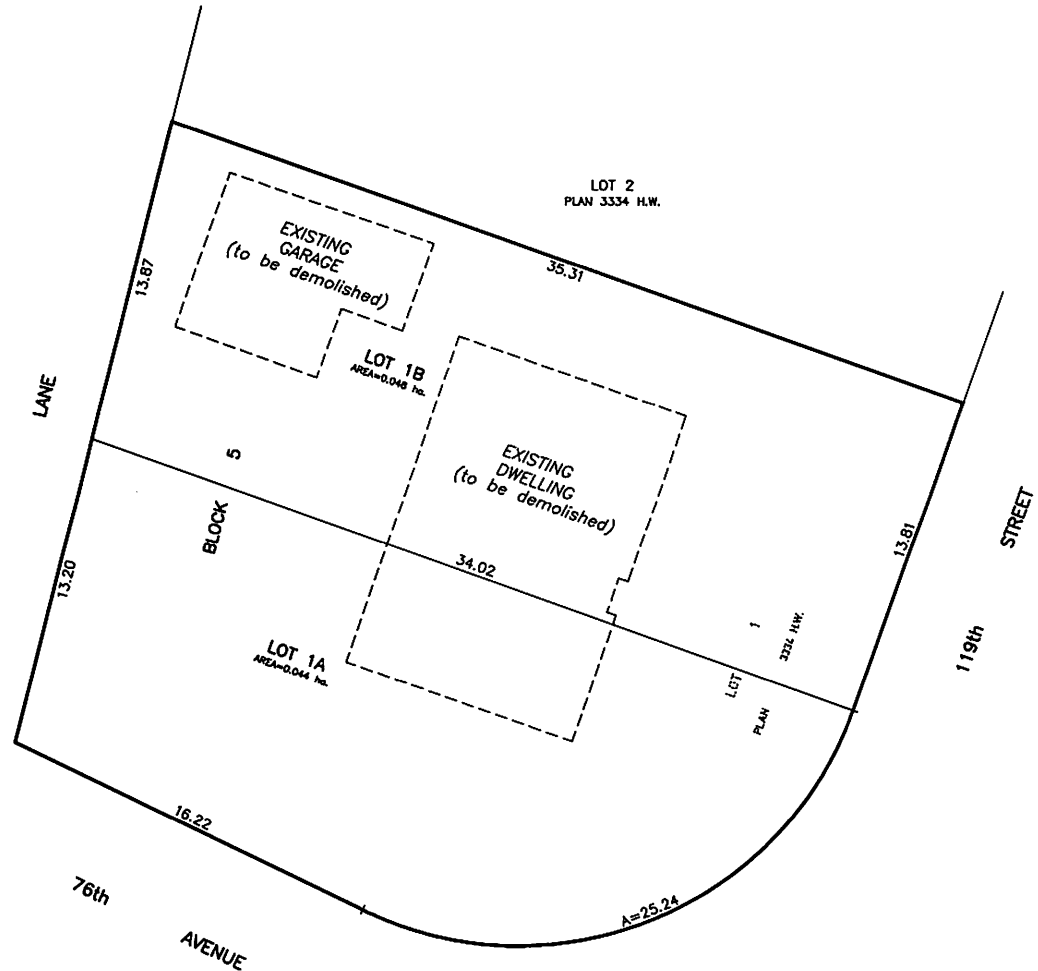 LOT 2
PLAN 3334 H.W.
EXISTING
GARAGE
(to be demolished)
35.31
13.87
LOT 1B
AREA=0.048 ha.
LANE
5
BLOCK
EXISTING
DWELLING
(to be demolished)
34.02
13.81
STREET
119th
13.20
LOT 1A
AREA=0.044 ha.
LOT 1
PLAN 3334 H.W.
16.22
A=25.24
76th
AVENUE